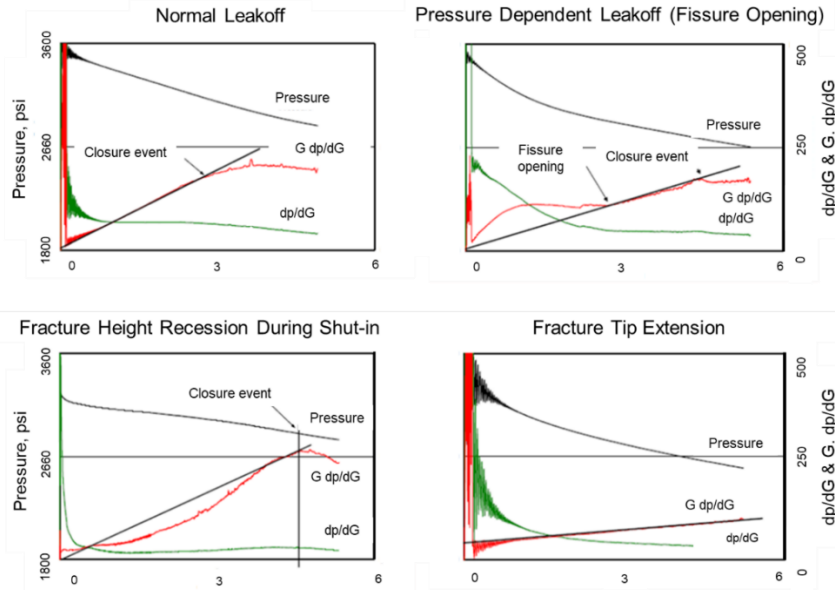 Normal Leakoff
3600
Pressure, psi
2660
1800
Pressure
Closure event
G dp/dG
dp/dG
0
3
6
Pressure Dependent Leakoff (Fissure Opening)
500
250
0
dp/dG & G. dp/dG
Pressure
Fissure
opening
Closure event
G dp/dG
dp/dG
0
3
6
Fracture Height Recession During Shut-in
3600
Pressure, psi
2660
1800
Closure event
Pressure
G dp/dG
dp/dG
0
3
6
Fracture Tip Extension
500
250
0
dp/dG & G. dp/dG
Pressure
G dp/dG
dp/dG
0
3
6